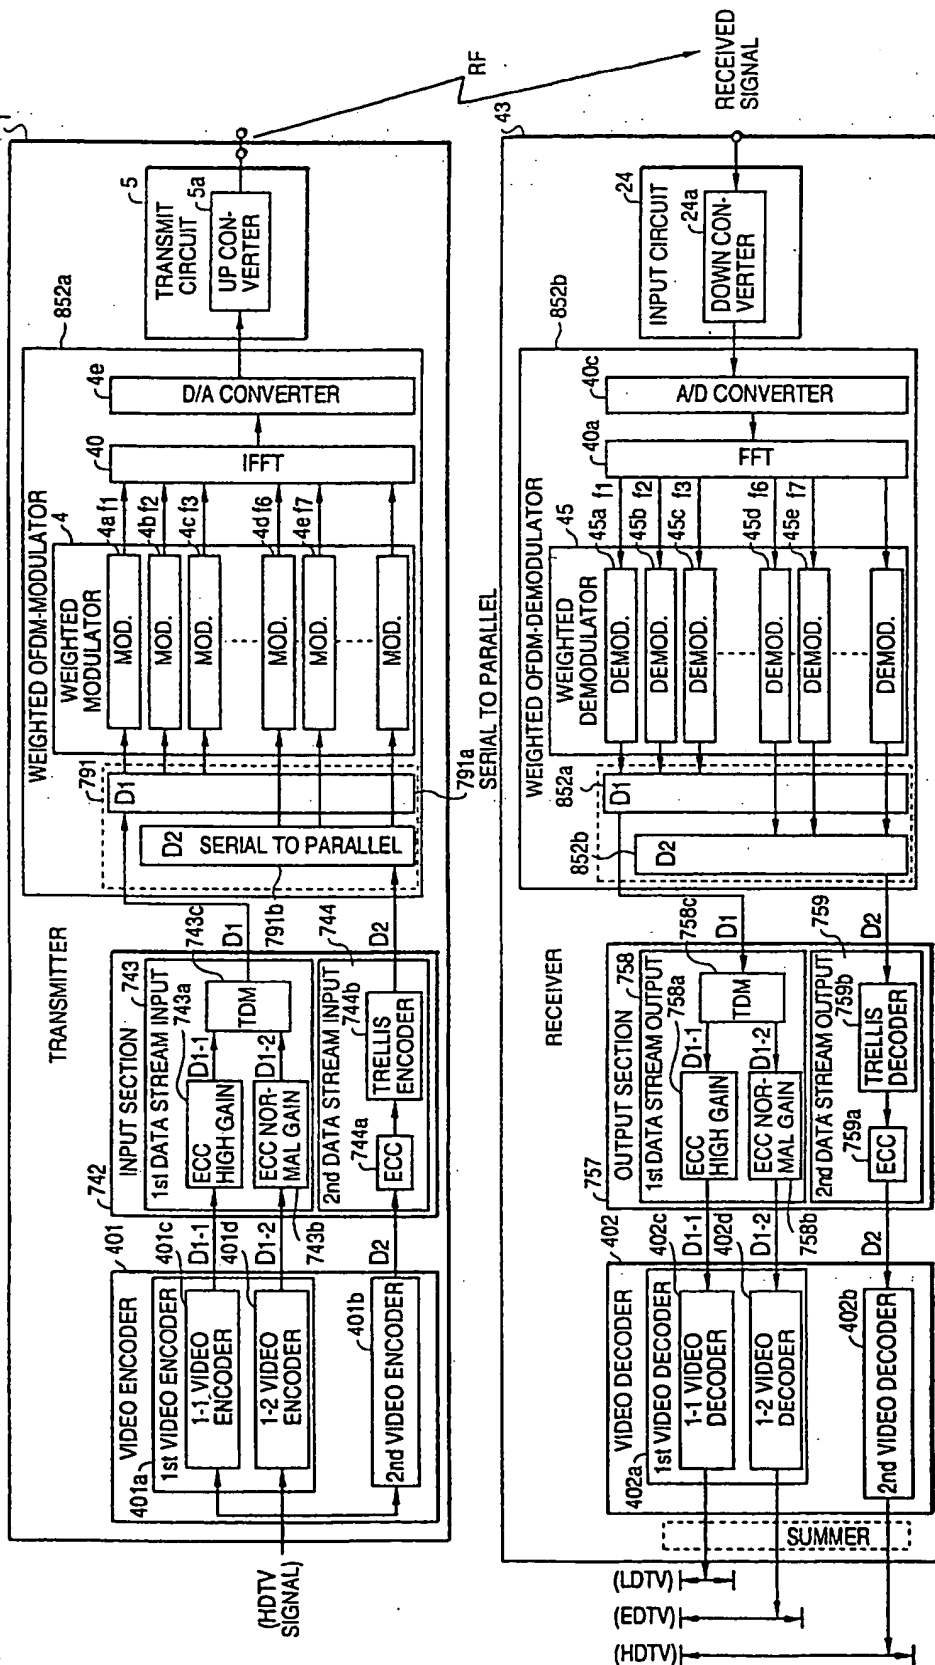 1
TRANSMITTER
(HDTV
SIGNAL)
401
VIDEO ENCODER
401a
1st VIDEO ENCODER
401c
1-1 VIDEO
ENCODER
401d
1-2 VIDEO
ENCODER
401b
2nd VIDEO ENCODER
D1-1
D1-2
D2
742
INPUT SECTION
743
1st DATA STREAM INPUT
743a
ECC
HIGH GAIN
D1-1
743c
TDM
ECC NOR-
MAL GAIN
D1-2
743b
2nd DATA STREAM INPUT
744
744a
ECC
744b
TRELLIS
ENCODER
D1
D2
WEIGHTED OFDM-MODULATOR
852a
791
D1
D2
SERIAL TO PARALLEL
791b
791a
SERIAL TO PARALLEL
WEIGHTED
MODULATOR
4
MOD.
4a f1
MOD.
4b f2
MOD.
4c f3
MOD.
4d f6
MOD.
4e f7
MOD.
40
IFFT
4e
D/A CONVERTER
5
TRANSMIT
CIRCUIT
5a
UP CON-
VERTER
RF
RECEIVED
SIGNAL
43
RECEIVER
24
INPUT CIRCUIT
24a
DOWN CON-
VERTER
WEIGHTED OFDM-DEMODULATOR
852b
40c
A/D CONVERTER
40a
FFT
WEIGHTED
DEMODULATOR
45
45a f1
DEMOD.
45b f2
DEMOD.
45c f3
DEMOD.
45d f6
DEMOD.
45e f7
DEMOD.
DEMOD.
852a
D1
852b
D2
D1
D2
757
OUTPUT SECTION
758
1st DATA STREAM OUTPUT
758a
ECC
HIGH GAIN
D1-1
758c
TDM
ECC NOR-
MAL GAIN
D1-2
758b
2nd DATA STREAM OUTPUT
759
759a
ECC
759b
TRELLIS
DECODER
D1-1
D1-2
D2
402
VIDEO DECODER
402a
1st VIDEO DECODER
402c
1-1 VIDEO
DECODER
402d
1-2 VIDEO
DECODER
402b
2nd VIDEO DECODER
SUMMER
(LDTV)
(EDTV)
(HDTV)